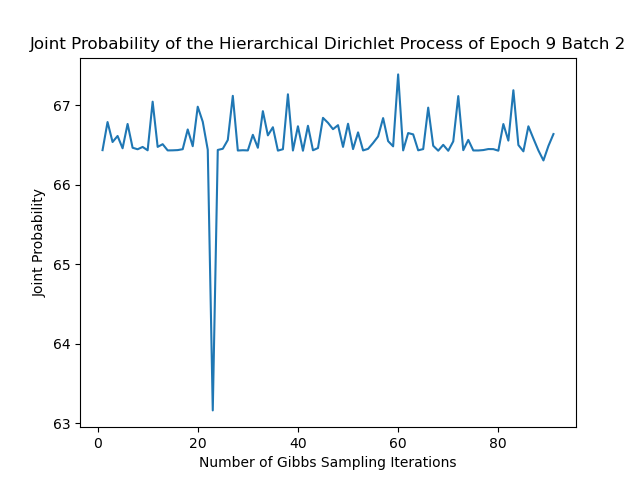 Joint Probability of the Hierarchical Dirichlet Process of Epoch 9 Batch 2
67
66
65
64
63
Joint Probability
0 20 40 60 80
Number of Gibbs Sampling Iterations